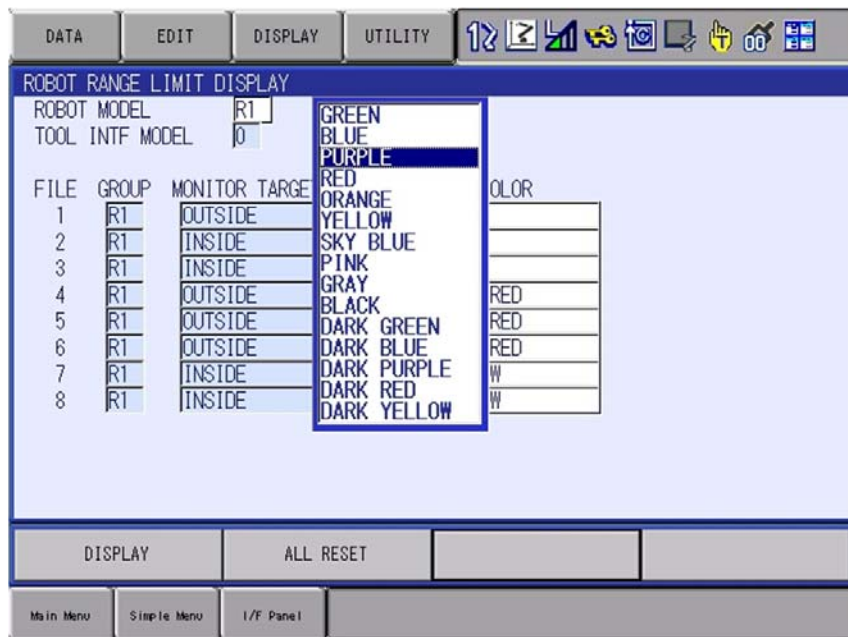 DATA EDIT DISPLAY UTILITY
ROBOT RANGE LIMIT DISPLAY
ROBOT MODEL R1
TOOL INTF MODEL 0
GREEN
BLUE
PURPLE
RED
ORANGE
YELLOW
SKY BLUE
PINK
GRAY
BLACK
DARK GREEN
DARK BLUE
DARK PURPLE
DARK RED
DARK YELLOW
FILE GROUP MONITOR TARGE OLOR
1 R1 OUTSIDE
2 R1 INSIDE
3 R1 INSIDE
4 R1 OUTSIDE RED
5 R1 OUTSIDE RED
6 R1 OUTSIDE RED
7 R1 INSIDE W
8 R1 INSIDE W
DISPLAY ALL RESET
Main Menu Simple Menu I/F Panel